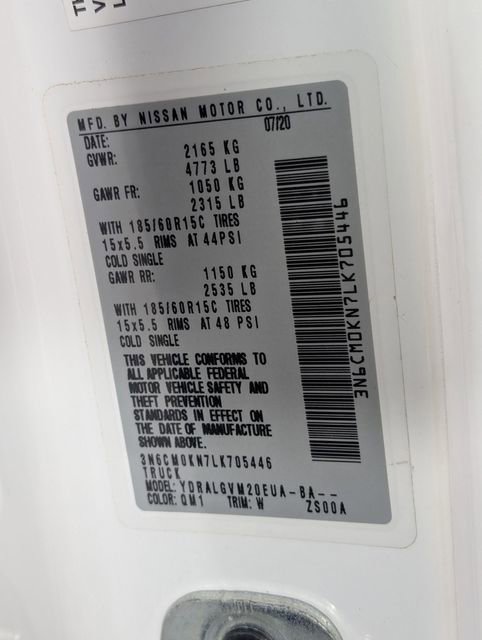 MFD. BY NISSAN MOTOR CO., LTD.
DATE: 07/20
GVWR: 2165 KG
4773 LB
GAWR FR: 1050 KG
2315 LB
WITH 185/60R15C TIRES
15x5.5 RIMS AT 44PSI
COLD SINGLE
GAWR RR: 1150 KG
2535 LB
WITH 185/60R15C TIRES
15x5.5 RIMS AT 48 PSI
COLD SINGLE
THIS VEHICLE CONFORMS TO
ALL APPLICABLE FEDERAL
MOTOR VEHICLE SAFETY AND
THEFT PREVENTION
STANDARDS IN EFFECT ON
THE DATE OF MANUFACTURE
SHOWN ABOVE.
3N6CM0KN7LK705446
TRUCK
MODEL: YDRALGVM20EUA-BA--
COLOR: QM1 TRIM: W ZS00A
3N6CM0KN7LK705446